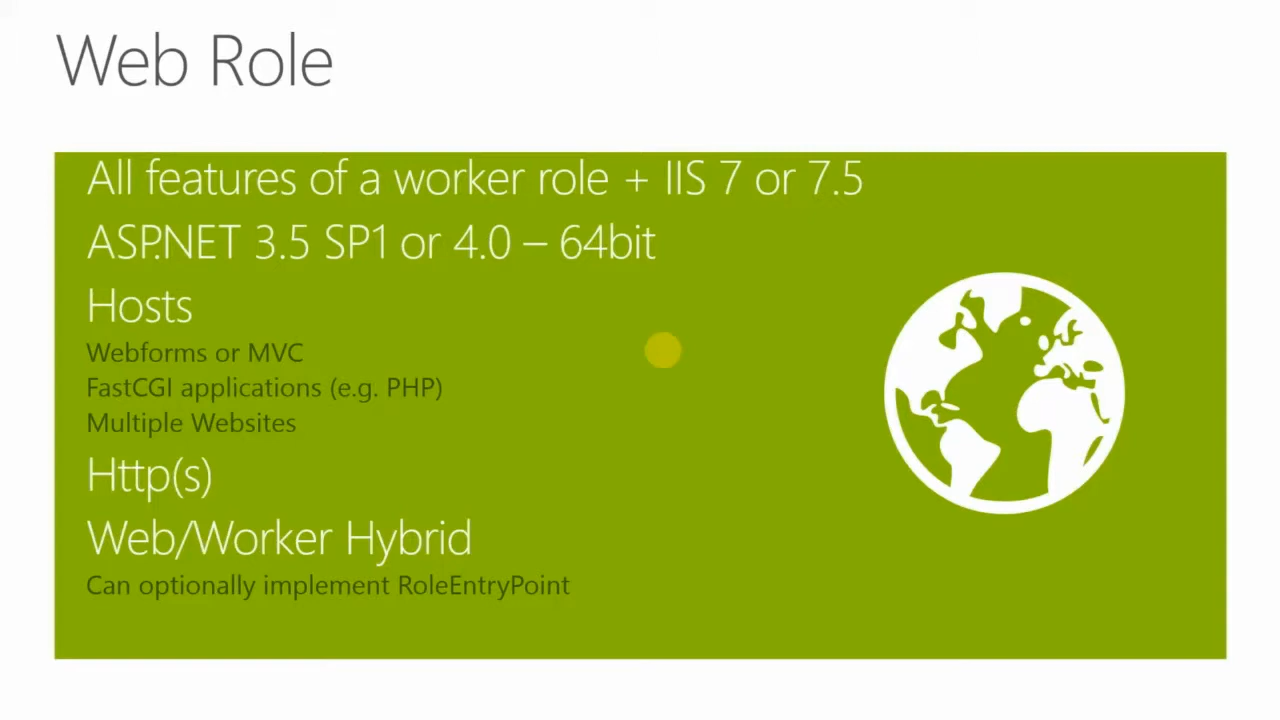 Web Role
All features of a worker role + IIS 7 or 7.5
ASP.NET 3.5 SP1 or 4.0 – 64bit
Hosts
Webforms or MVC
FastCGI applications (e.g. PHP)
Multiple Websites
Http(s)
Web/Worker Hybrid
Can optionally implement RoleEntryPoint